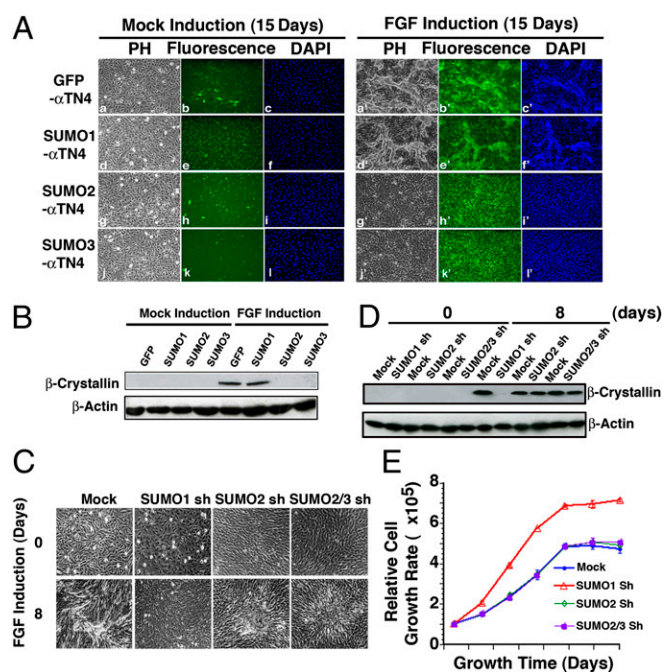 A
Mock Induction (15 Days)
FGF Induction (15 Days)
PH Fluorescence DAPI
PH Fluorescence DAPI
GFP
-αTN4
a b c
a' b' c'
SUMO1
-αTN4
d e f
d' e' f'
SUMO2
-αTN4
g h i
g' h' i'
SUMO3
-αTN4
j k l
j' k' l'
B
Mock Induction FGF Induction
GFP SUMO1 SUMO2 SUMO3 GFP SUMO1 SUMO2 SUMO3
β-Crystallin
β-Actin
D
0 8 (days)
Mock SUMO1 sh Mock SUMO2 sh Mock SUMO2/3 sh Mock SUMO1 sh Mock SUMO2 sh Mock SUMO2/3 sh
β-Crystallin
β-Actin
C
FGF Induction (Days)
Mock SUMO1 sh SUMO2 sh SUMO2/3 sh
0
8
E
Relative Cell
Growth Rate ( x10⁵)
8
6
4
2
0
Mock
SUMO1 Sh
SUMO2 Sh
SUMO2/3 Sh
Growth Time (Days)